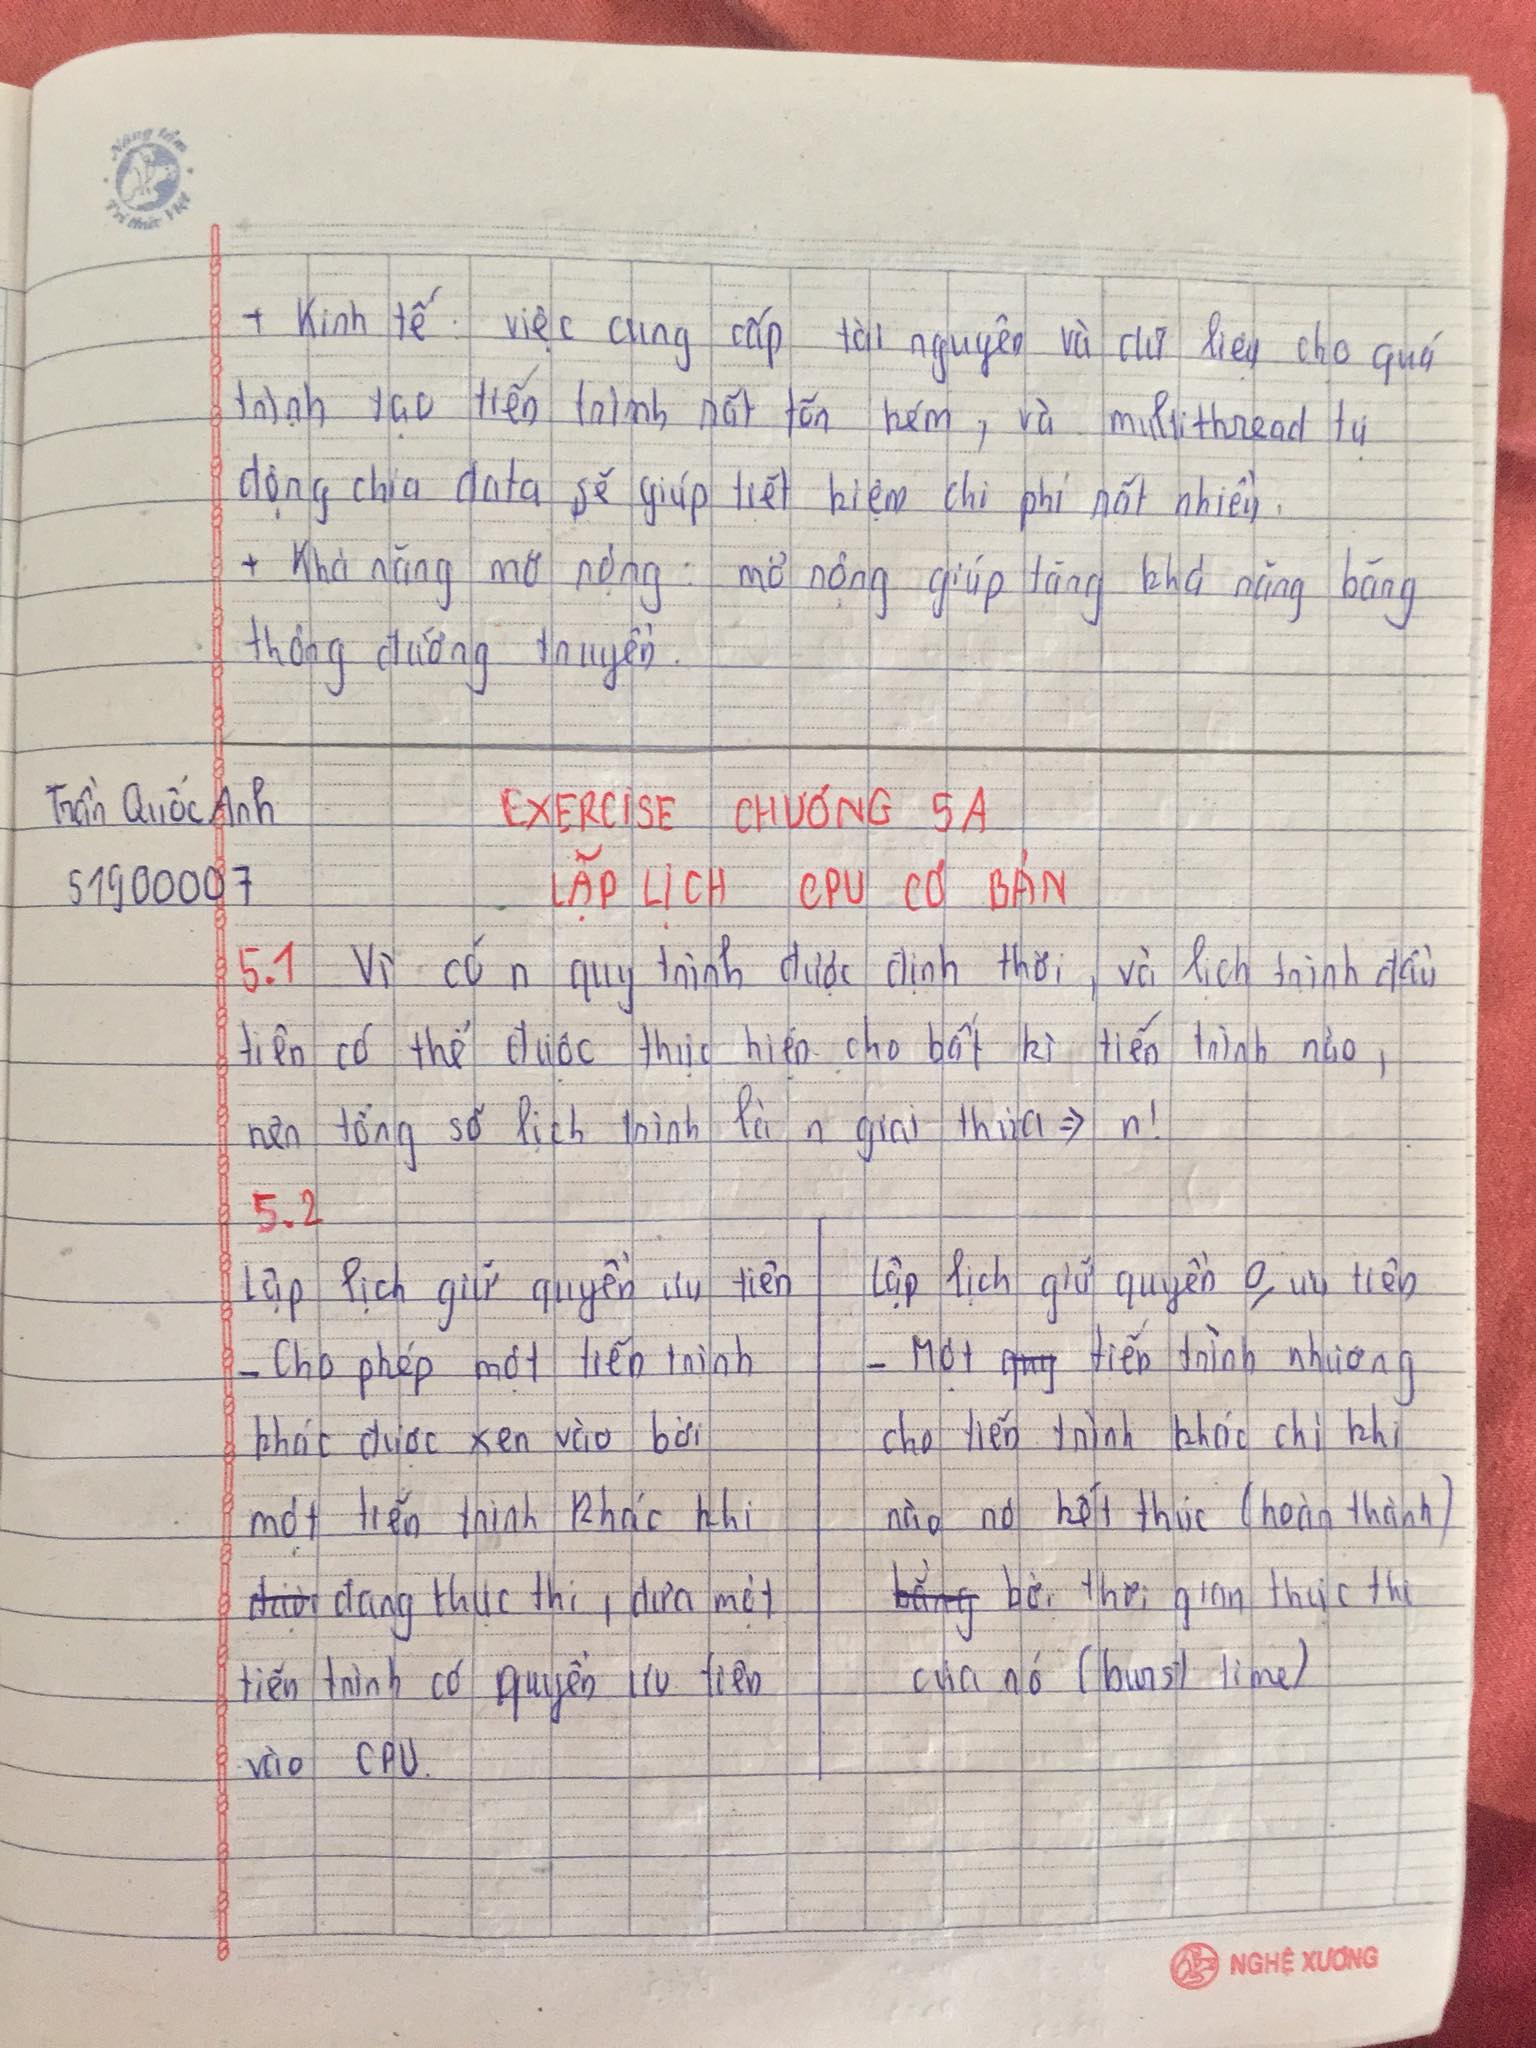 Nâng tầm
Tri thức Việt
+ Kinh tế: việc cung cấp tài nguyên và dữ liệu cho quá
trình tạo tiến trình rất tốn kém, và multithread tự
động chia data sẽ giúp tiết kiệm chi phí rất nhiều.
+ Khả năng mở rộng: mở rộng giúp tăng khả năng băng
thông đường truyền.
Trần Quốc Anh
51900007
EXERCISE CHƯƠNG 5A
LẬP LỊCH CPU CƠ BẢN
5.1 Vì có n quy trình được định thời, và lịch trình đầu
tiên có thể được thực hiện cho bất kì tiến trình nào,
nên tổng số lịch trình là n giai thừa => n!
5.2
Lập lịch giữ quyền ưu tiên
- Cho phép một tiến trình
khác được xen vào bởi
một tiến trình khác khi
đang thực thi, đưa một
tiến trình có quyền ưu tiên
vào CPU.
Lập lịch giữ quyền 0 ưu tiên
- Một quy tiến trình nhường
cho tiến trình khác chỉ khi
nào nó kết thúc (hoàn thành)
bằng bởi thời gian thực thi
của nó (burst time)
NGHỆ XƯƠNG